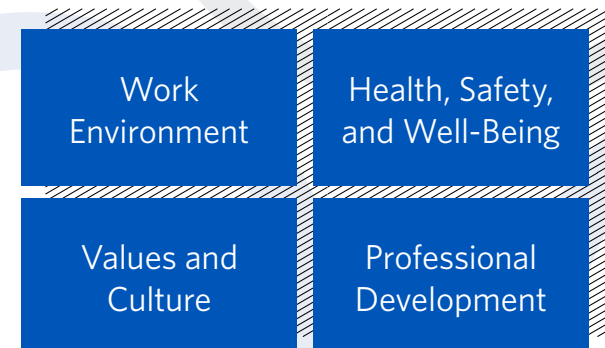 Work
Environment
Health, Safety,
and Well-Being
Values and
Culture
Professional
Development